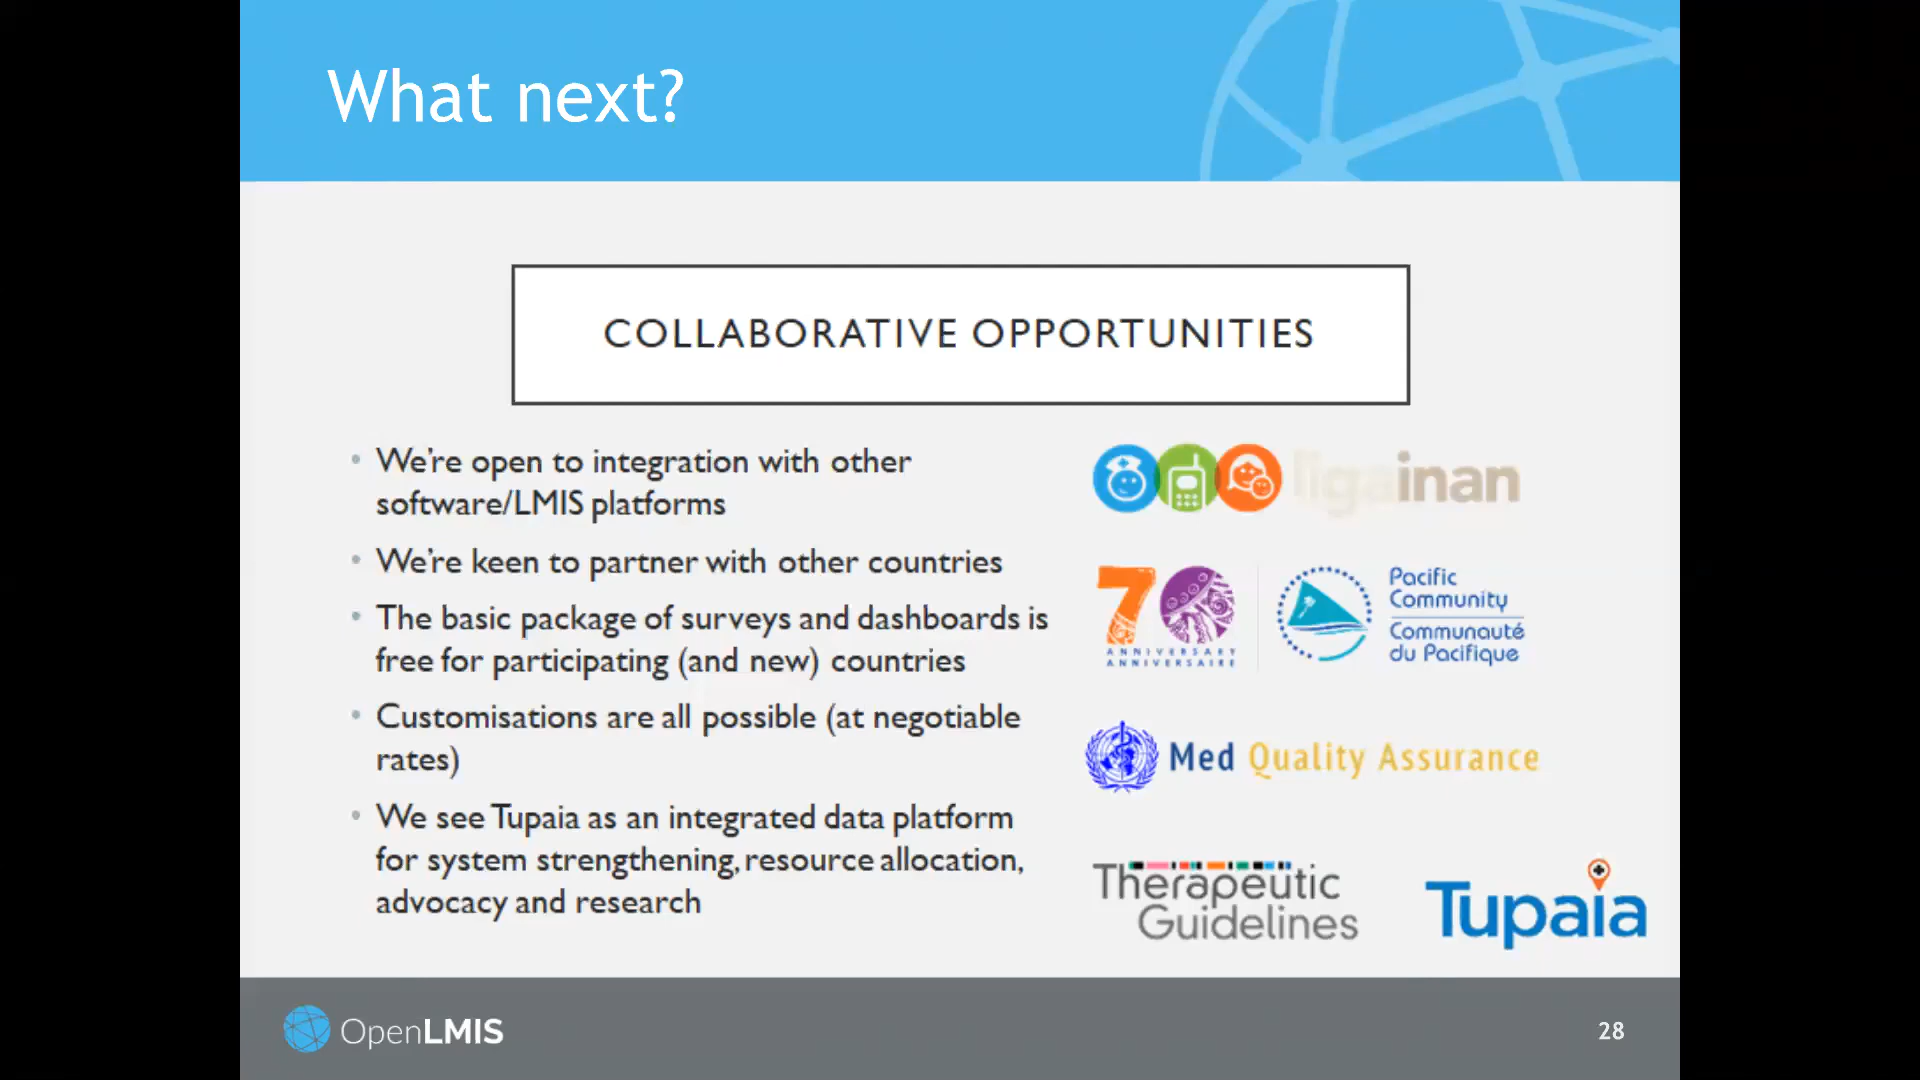 What next?
COLLABORATIVE OPPORTUNITIES
• We're open to integration with other
software/LMIS platforms
• We're keen to partner with other countries
• The basic package of surveys and dashboards is
free for participating (and new) countries
• Customisations are all possible (at negotiable
rates)
• We see Tupaia as an integrated data platform
for system strengthening, resource allocation,
advocacy and research
ligainan
70
ANNIVERSARY
ANNIVERSAIRE
Pacific
Community
Communauté
du Pacifique
Med Quality Assurance
Therapeutic
Guidelines
Tupaia
OpenLMIS
28